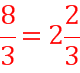 8/3 = 2 2/3